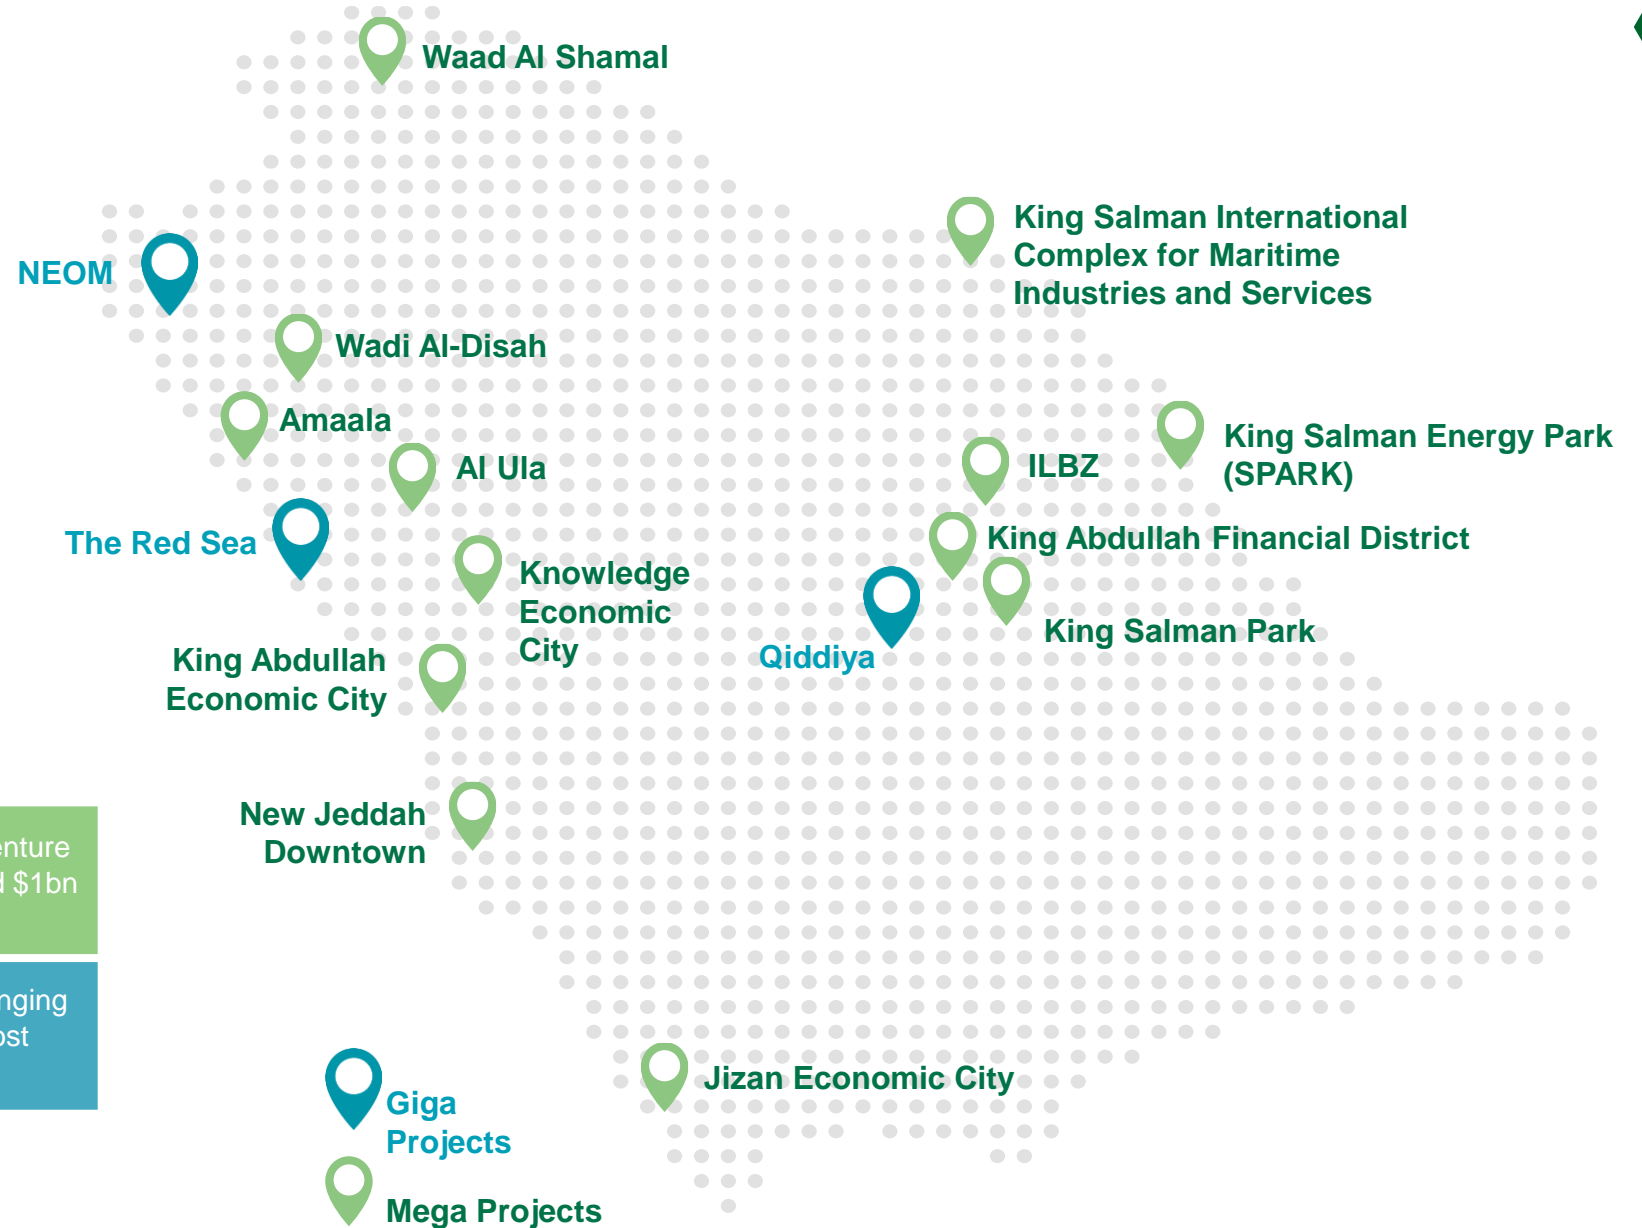 Waad Al Shamal
King Salman International
Complex for Maritime
Industries and Services
NEOM
Wadi Al-Disah
Amaala
Al Ula
King Salman Energy Park
(SPARK)
ILBZ
The Red Sea
King Abdullah Financial District
Knowledge
Economic
City
King Salman Park
Qiddiya
King Abdullah
Economic City
New Jeddah
Downtown
$1bn
Jizan Economic City
Giga
Projects
Mega Projects